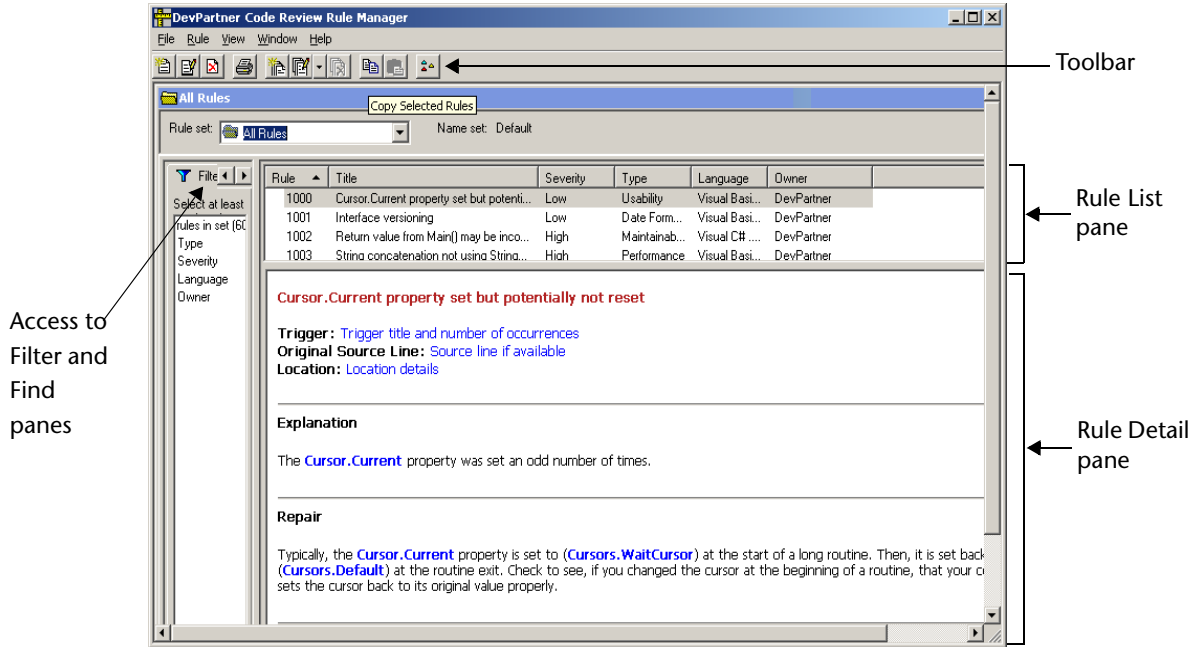 DevPartner Code Review Rule Manager
File Rule View Window Help
Toolbar
All Rules
Copy Selected Rules
Rule set: All Rules Name set: Default
Filte
Select at least
rules in set (60
Type
Severity
Language
Owner
Rule Title Severity Type Language Owner
1000 Cursor.Current property set but potenti... Low Usability Visual Basi... DevPartner
1001 Interface versioning Low Date Form... Visual Basi... DevPartner
1002 Return value from Main() may be inco... High Maintainab... Visual C# .... DevPartner
1003 String concatenation not using String... High Performance Visual Basi... DevPartner
Rule List
pane
Cursor.Current property set but potentially not reset
Trigger: Trigger title and number of occurrences
Original Source Line: Source line if available
Location: Location details
Access to
Filter and
Find
panes
Explanation
The Cursor.Current property was set an odd number of times.
Rule Detail
pane
Repair
Typically, the Cursor.Current property is set to (Cursors.WaitCursor) at the start of a long routine. Then, it is set back
(Cursors.Default) at the routine exit. Check to see, if you changed the cursor at the beginning of a routine, that your
sets the cursor back to its original value properly.